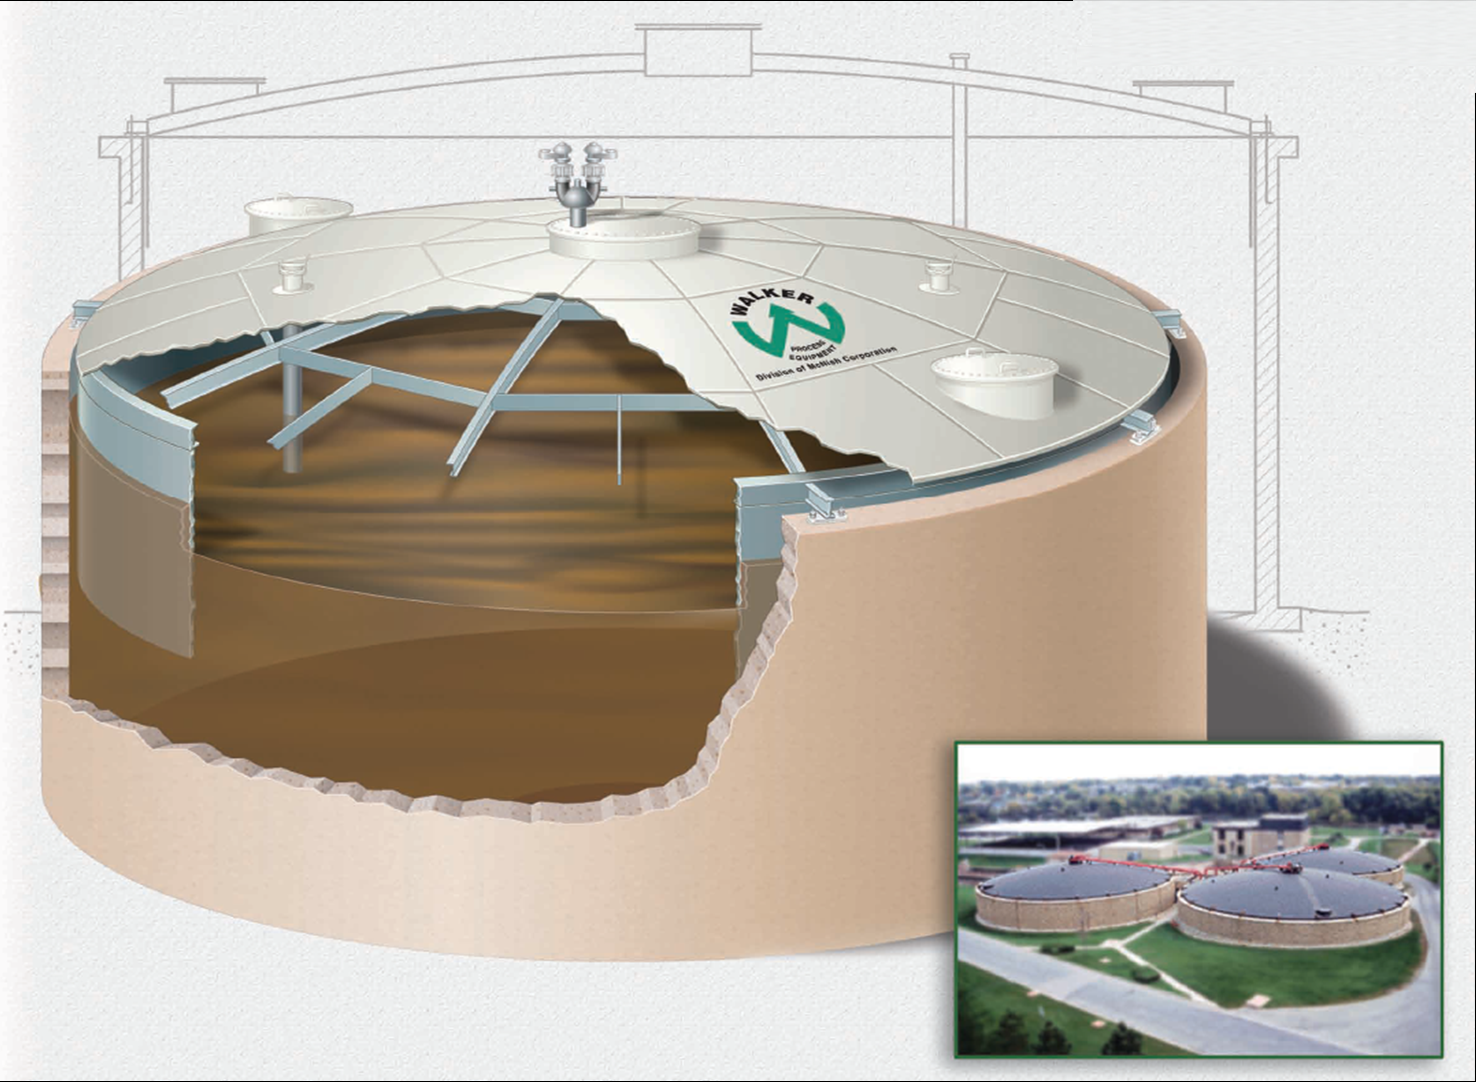 WALKER
PROCESS
EQUIPMENT
Division of McNish Corporation